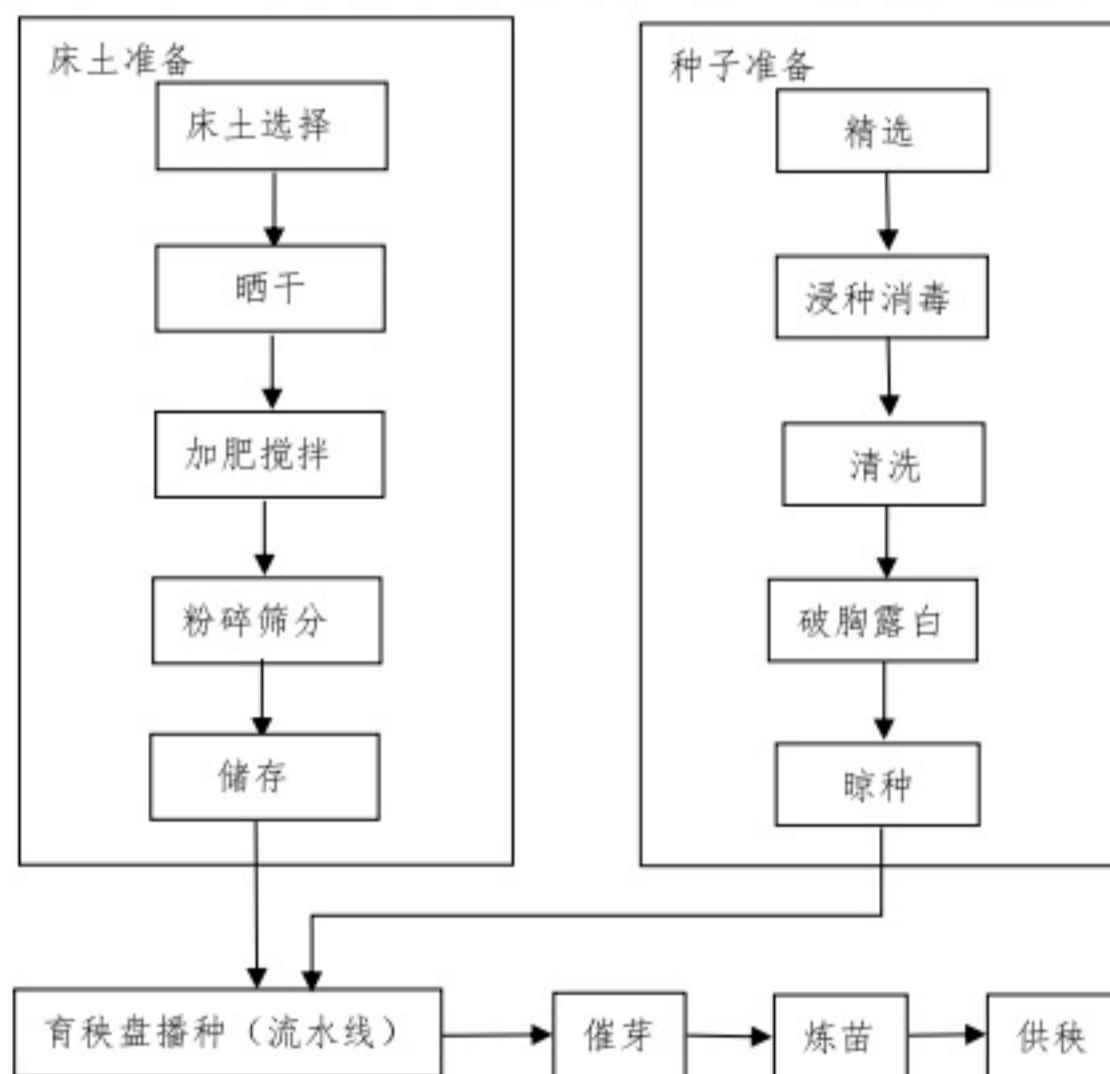 床土准备
床土选择
晒干
加肥搅拌
粉碎筛分
储存
种子准备
精选
浸种消毒
清洗
破胸露白
晾种
育秧盘播种（流水线）
催芽
炼苗
供秧